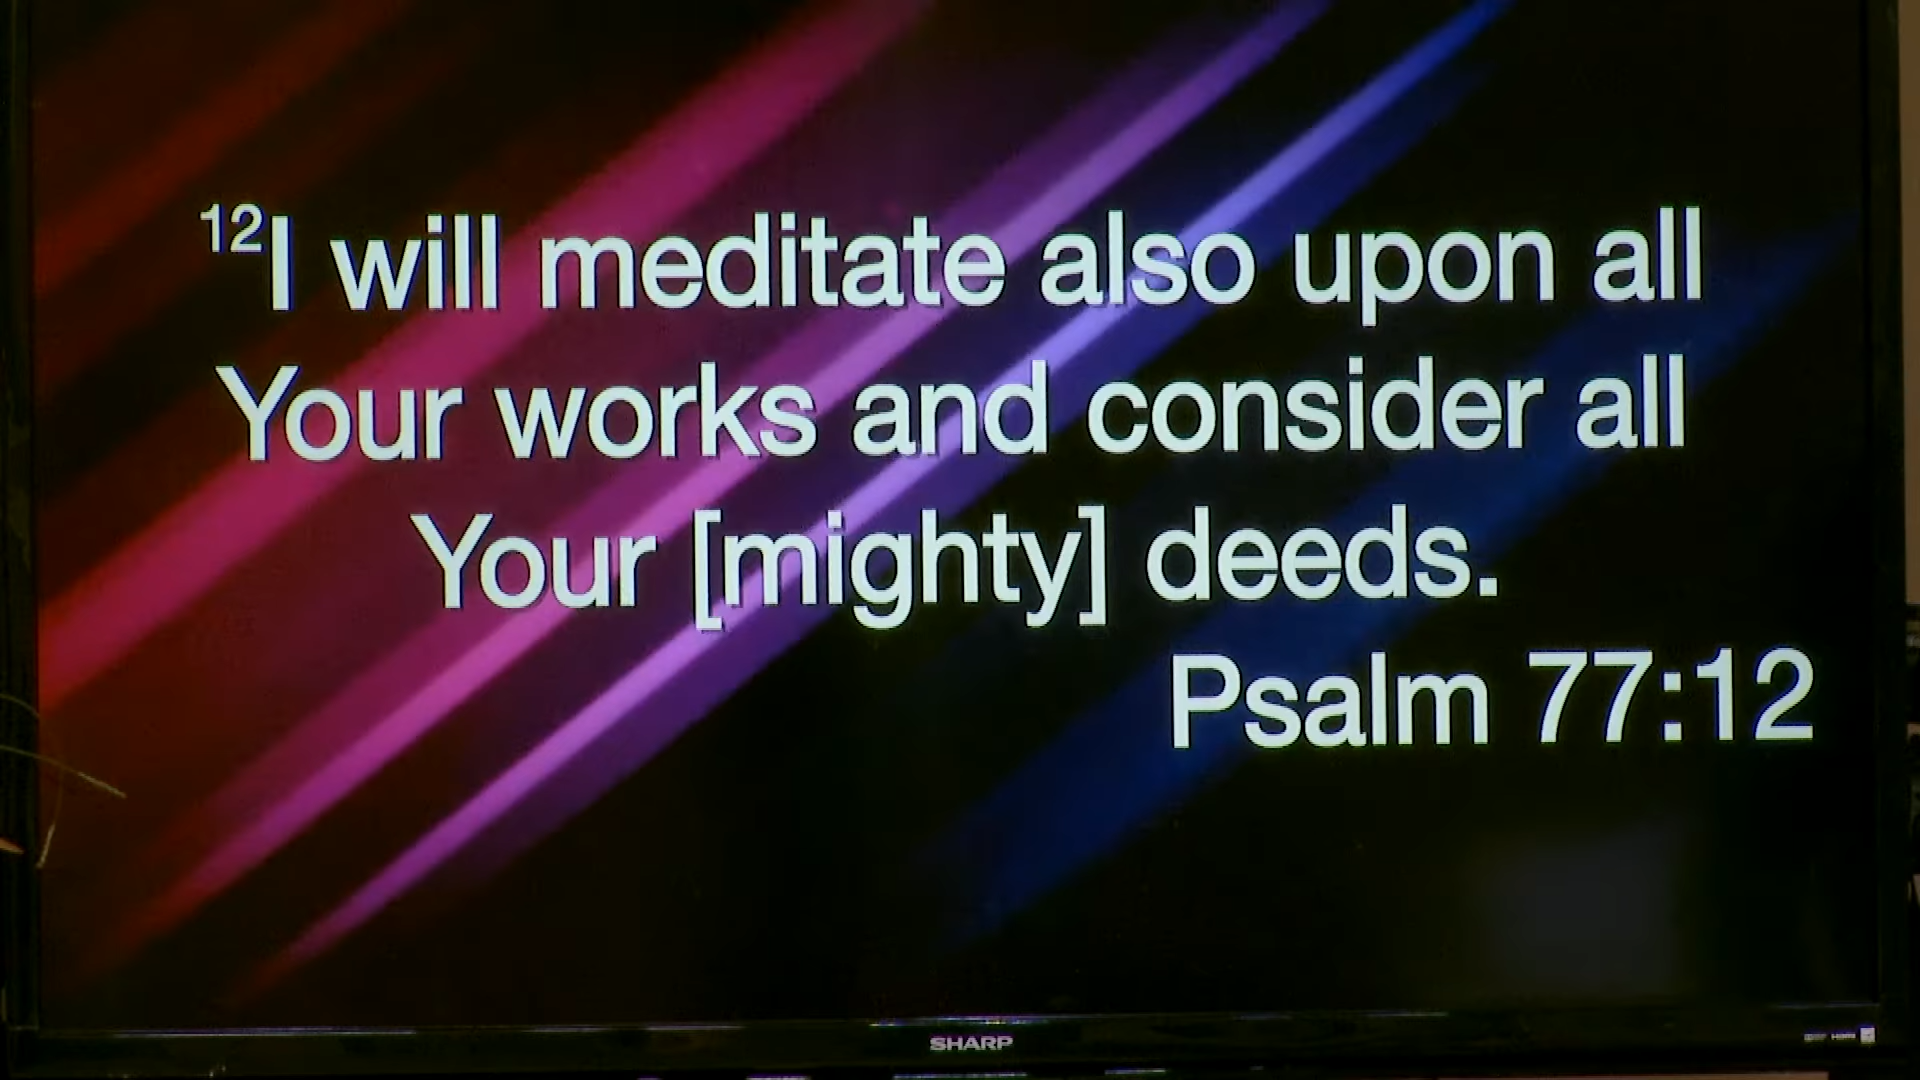 12I will meditate also upon all
Your works and consider all
Your [mighty] deeds.
Psalm 77:12
SHARP